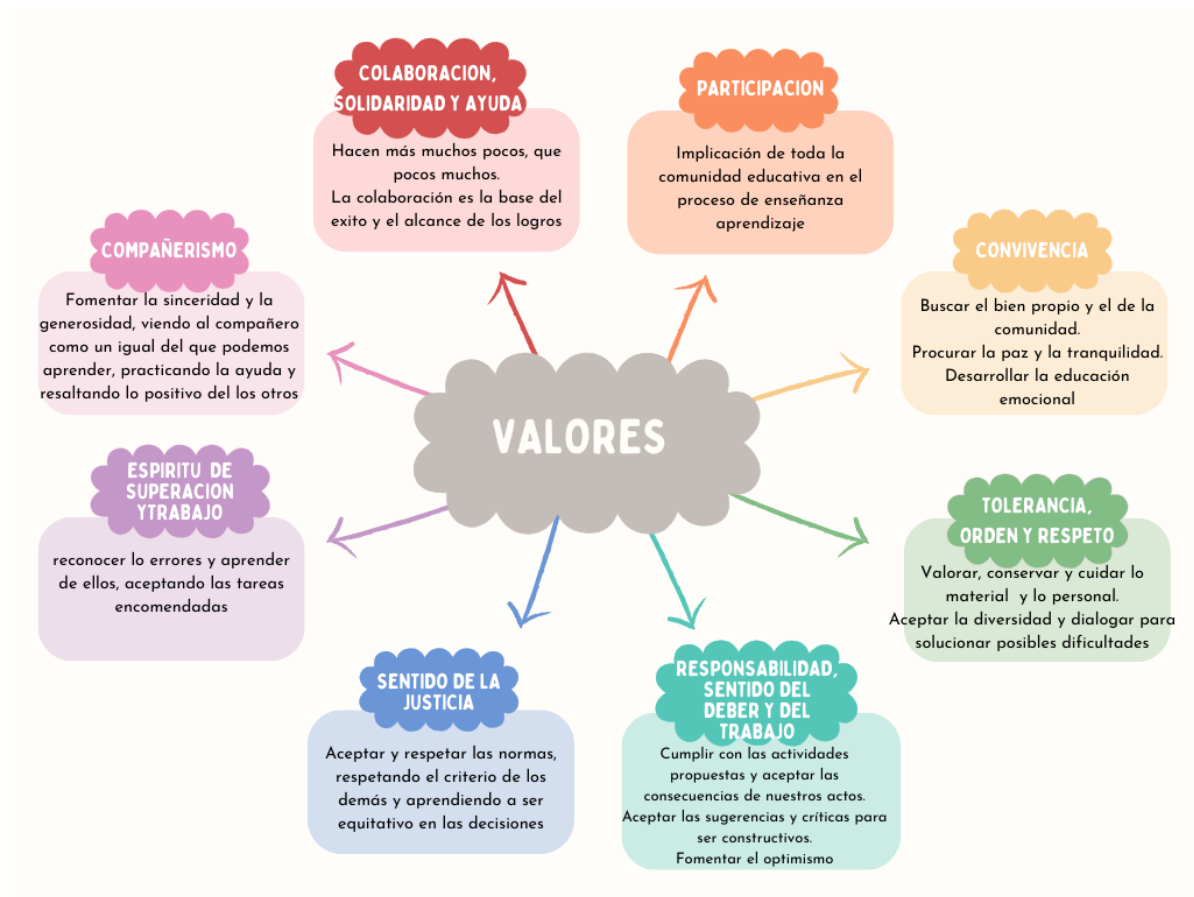 COLABORACION,
SOLIDARIDAD Y AYUDA
Hacen más muchos pocos, que
pocos muchos.
La colaboración es la base del
exito y el alcance de los logros
PARTICIPACION
Implicación de toda la
comunidad educativa en el
proceso de enseñanza
aprendizaje
COMPAÑERISMO
Fomentar la sinceridad y la
generosidad, viendo al compañero
como un igual del que podemos
aprender, practicando la ayuda y
resaltando lo positivo del los otros
CONVIVENCIA
Buscar el bien propio y el de la
comunidad.
Procurar la paz y la tranquilidad.
Desarrollar la educación
emocional
VALORES
ESPIRITU DE
SUPERACION
YTRABAJO
reconocer lo errores y aprender
de ellos, aceptando las tareas
encomendadas
TOLERANCIA,
ORDEN Y RESPETO
Valorar, conservar y cuidar lo
material y lo personal.
Aceptar la diversidad y dialogar para
solucionar posibles dificultades
SENTIDO DE LA
JUSTICIA
Aceptar y respetar las normas,
respetando el criterio de los
demás y aprendiendo a ser
equitativo en las decisiones
RESPONSABILIDAD,
SENTIDO DEL
DEBER Y DEL
TRABAJO
Cumplir con las actividades
propuestas y aceptar las
consecuencias de nuestros actos.
Aceptar las sugerencias y críticas para
ser constructivos.
Fomentar el optimismo